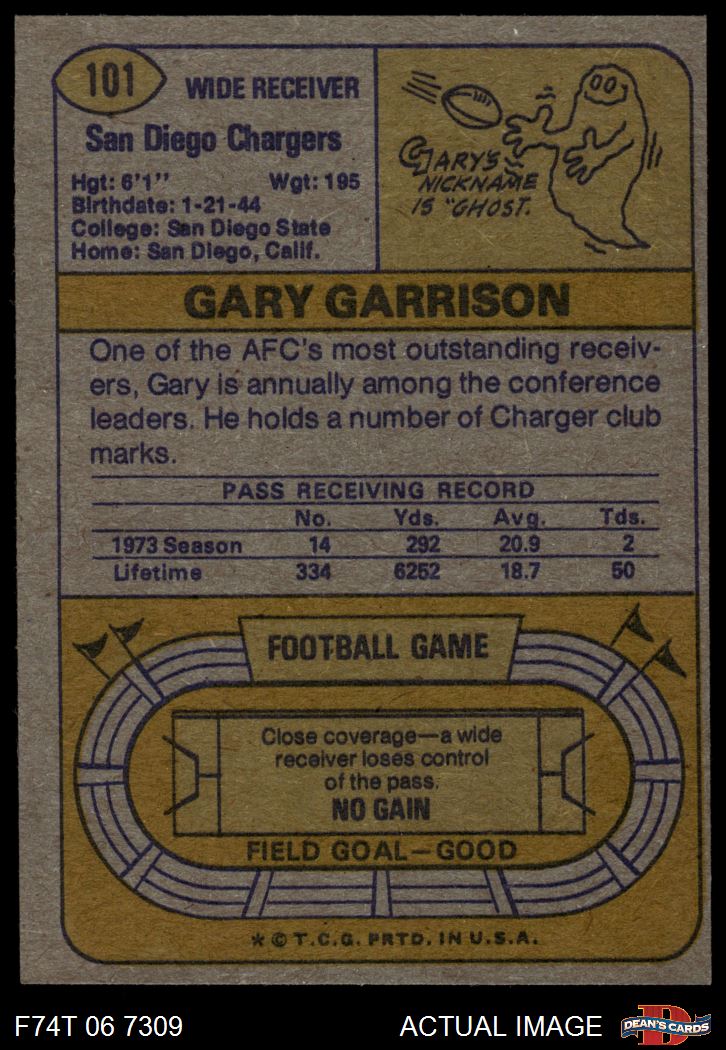 101
WIDE RECEIVER
San Diego Chargers
Hgt: 6'1" Wgt: 195
Birthdate: 1-21-44
College: San Diego State
Home: San Diego, Calif.
GARY'S
NICKNAME
IS "GHOST.
GARY GARRISON
One of the AFC's most outstanding receiv-
ers, Gary is annually among the conference
leaders. He holds a number of Charger club
marks.
PASS RECEIVING RECORD
No. Yds. Avg. Tds.
1973 Season 14 292 20.9 2
Lifetime 334 6252 18.7 50
FOOTBALL GAME
Close coverage—a wide
receiver loses control
of the pass.
NO GAIN
FIELD GOAL—GOOD
* © T.C.G. PRTD. IN U.S.A.
F74T 06 7309 ACTUAL IMAGE
D
DEAN'S CARDS